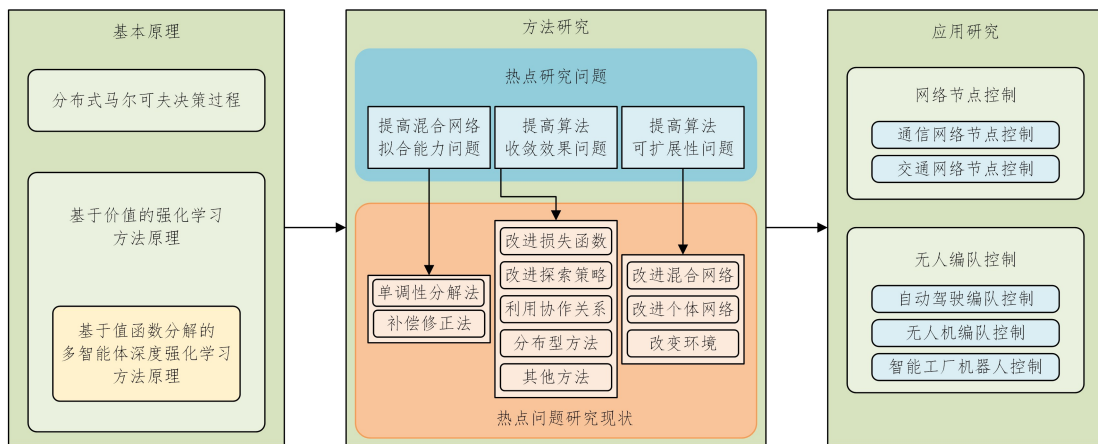 基本原理
分布式马尔可夫决策过程
基于价值的强化学习
方法原理
基于值函数分解的
多智能体深度强化学习
方法原理
方法研究
热点研究问题
提高混合网络
拟合能力问题
提高算法
收敛效果问题
提高算法
可扩展性问题
单调性分解法
补偿修正法
改进损失函数
改进探索策略
利用协作关系
分布型方法
其他方法
改进混合网络
改进个体网络
改变环境
热点问题研究现状
应用研究
网络节点控制
通信网络节点控制
交通网络节点控制
无人编队控制
自动驾驶编队控制
无人机编队控制
智能工厂机器人控制